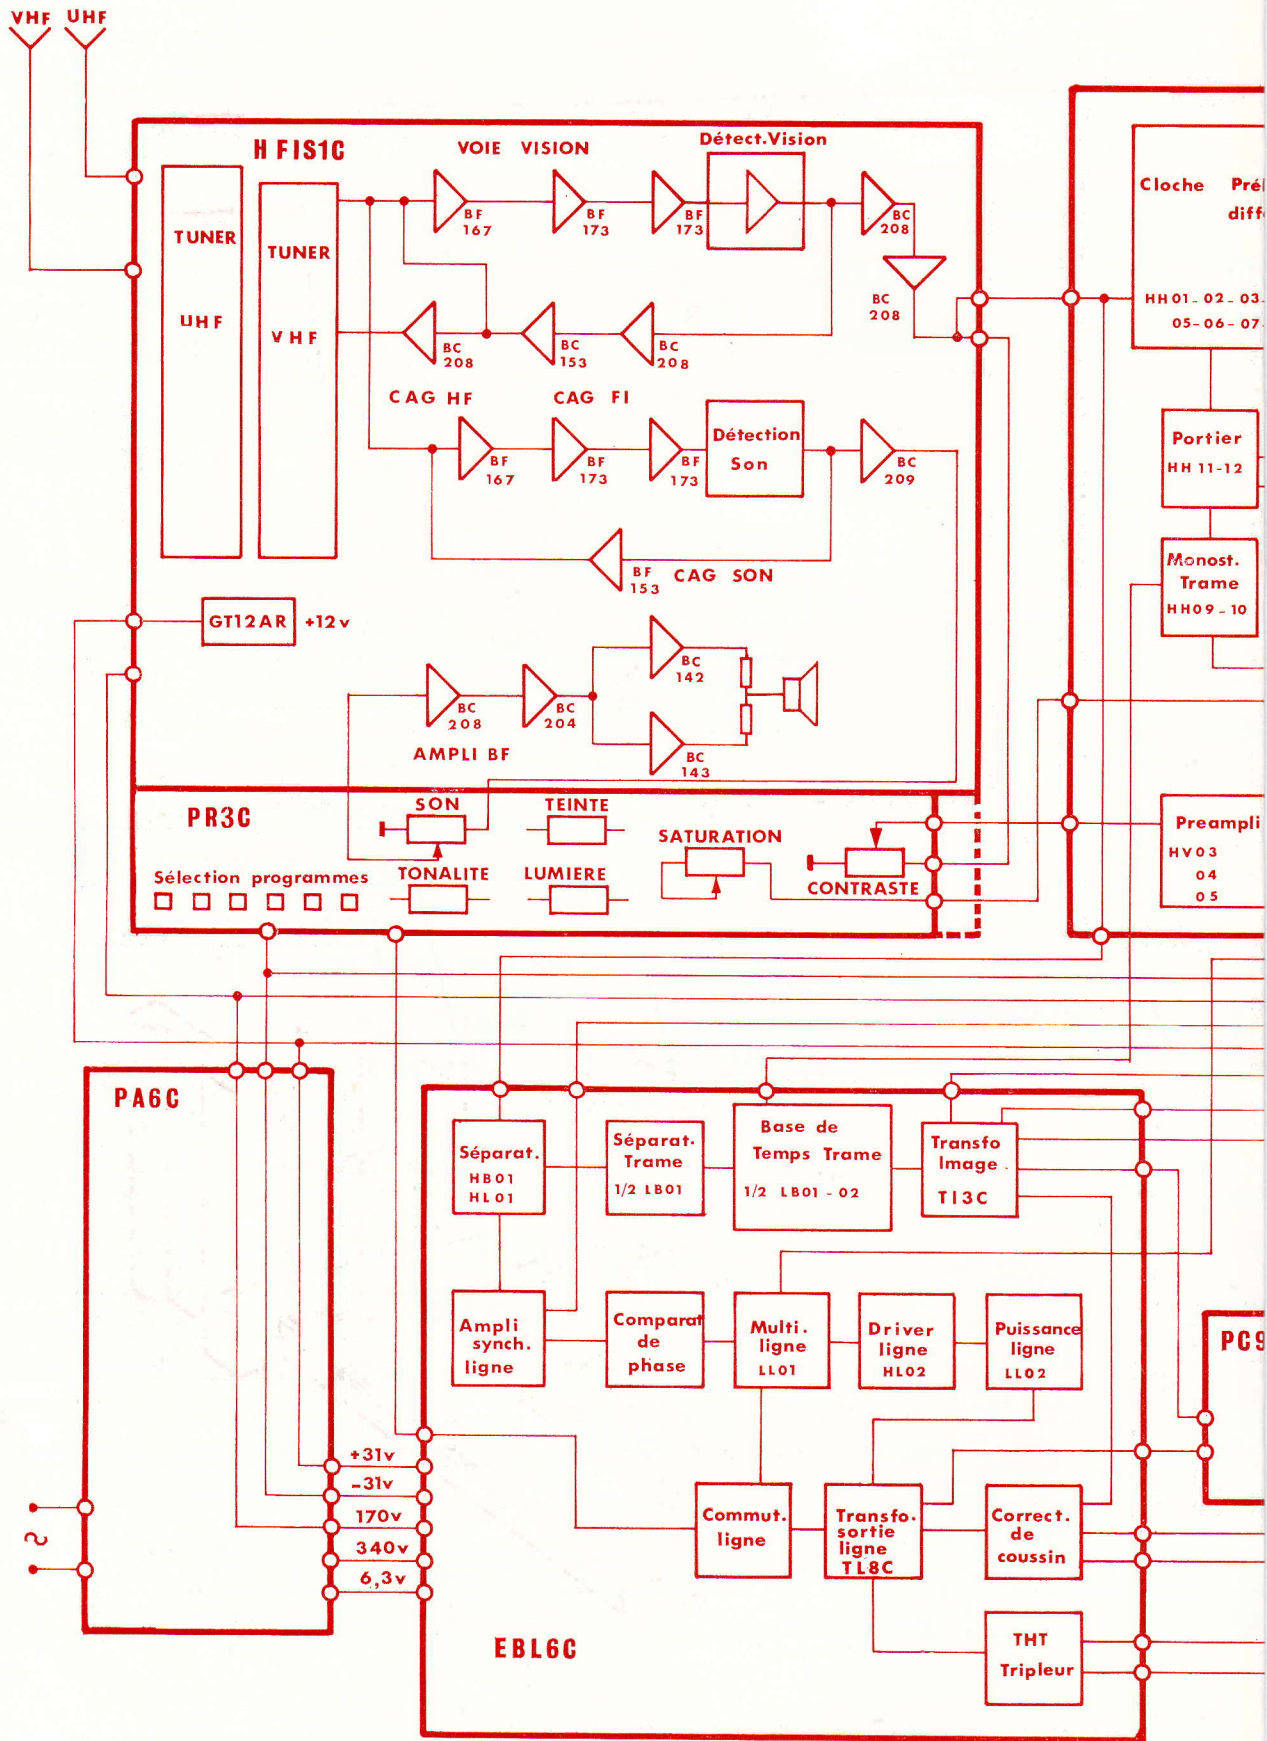 VHF UHF
HFIS1C
VOIE VISION
Détect.Vision
TUNER
UHF
TUNER
VHF
BF
167
BF
173
BF
173
BC
208
BC
208
BC
208
BC
153
BC
208
CAG HF
CAG FI
BF
167
BF
173
BF
173
Détection
Son
BC
209
BF
153
CAG SON
GT12AR
+12v
BC
208
BC
204
BC
142
BC
143
AMPLI BF
PR3C
SON
TEINTE
SATURATION
Sélection programmes
TONALITE
LUMIERE
CONTRASTE
Cloche
HH01-02-03
05-06-07
Portier
HH11-12
Monost.
Trame
HH09-10
Preampli
HV03
04
05
PA6C
+31v
-31v
170v
340v
6,3v
Séparat.
HB01
HL01
Séparat.
Trame
1/2 LB01
Base de
Temps Trame
1/2 LB01-02
Transfo
Image.
TI3C
Ampli
synch.
ligne
Comparat
de
phase
Multi.
ligne
LL01
Driver
ligne
HL02
Puissance
ligne
LL02
PC9
Commut.
ligne
Transfo.
sortie
ligne
TL8C
Correct.
de
coussin
THT
Tripleur
EBL6C